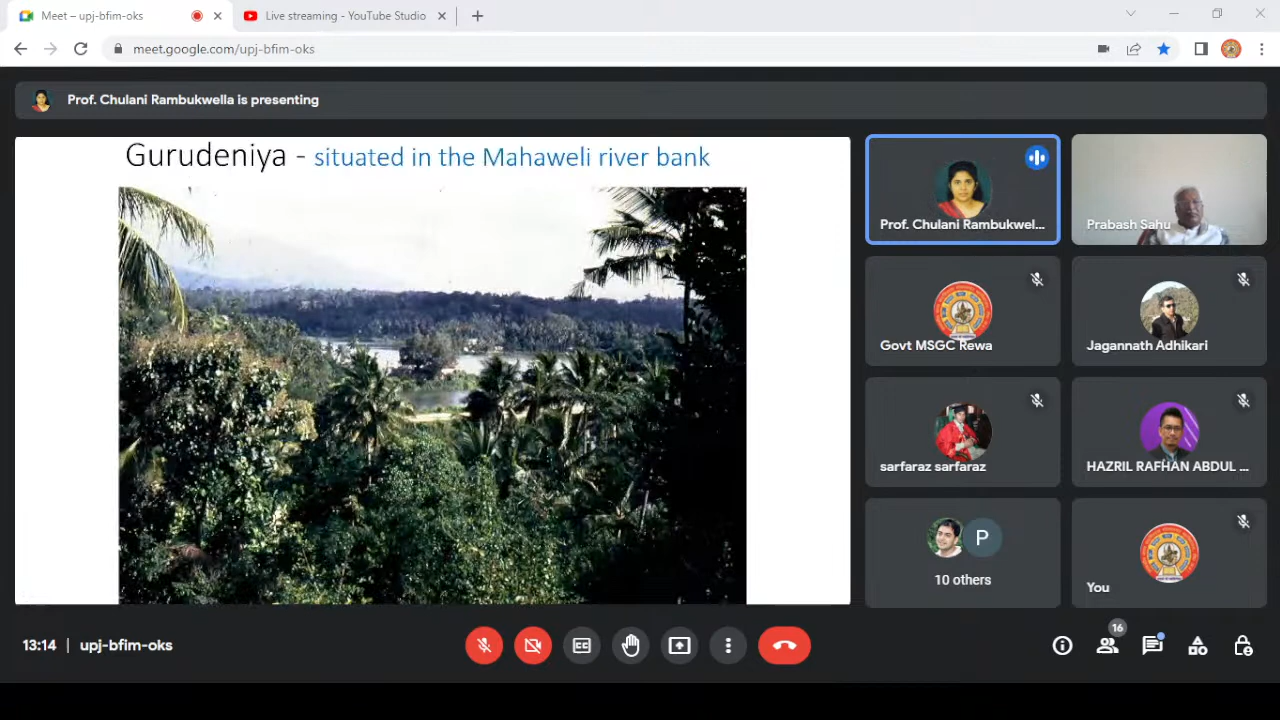 Meet – upj-bfim-oks
Live streaming - YouTube Studio
meet.google.com/upj-bfim-oks
Prof. Chulani Rambukwella is presenting
Gurudeniya - situated in the Mahaweli river bank
Prof. Chulani Rambukwel...
Prabash Sahu
Govt MSGC Rewa
Jagannath Adhikari
sarfaraz sarfaraz
HAZRIL RAFHAN ABDUL ...
P
10 others
You
13:14 | upj-bfim-oks
CC
16